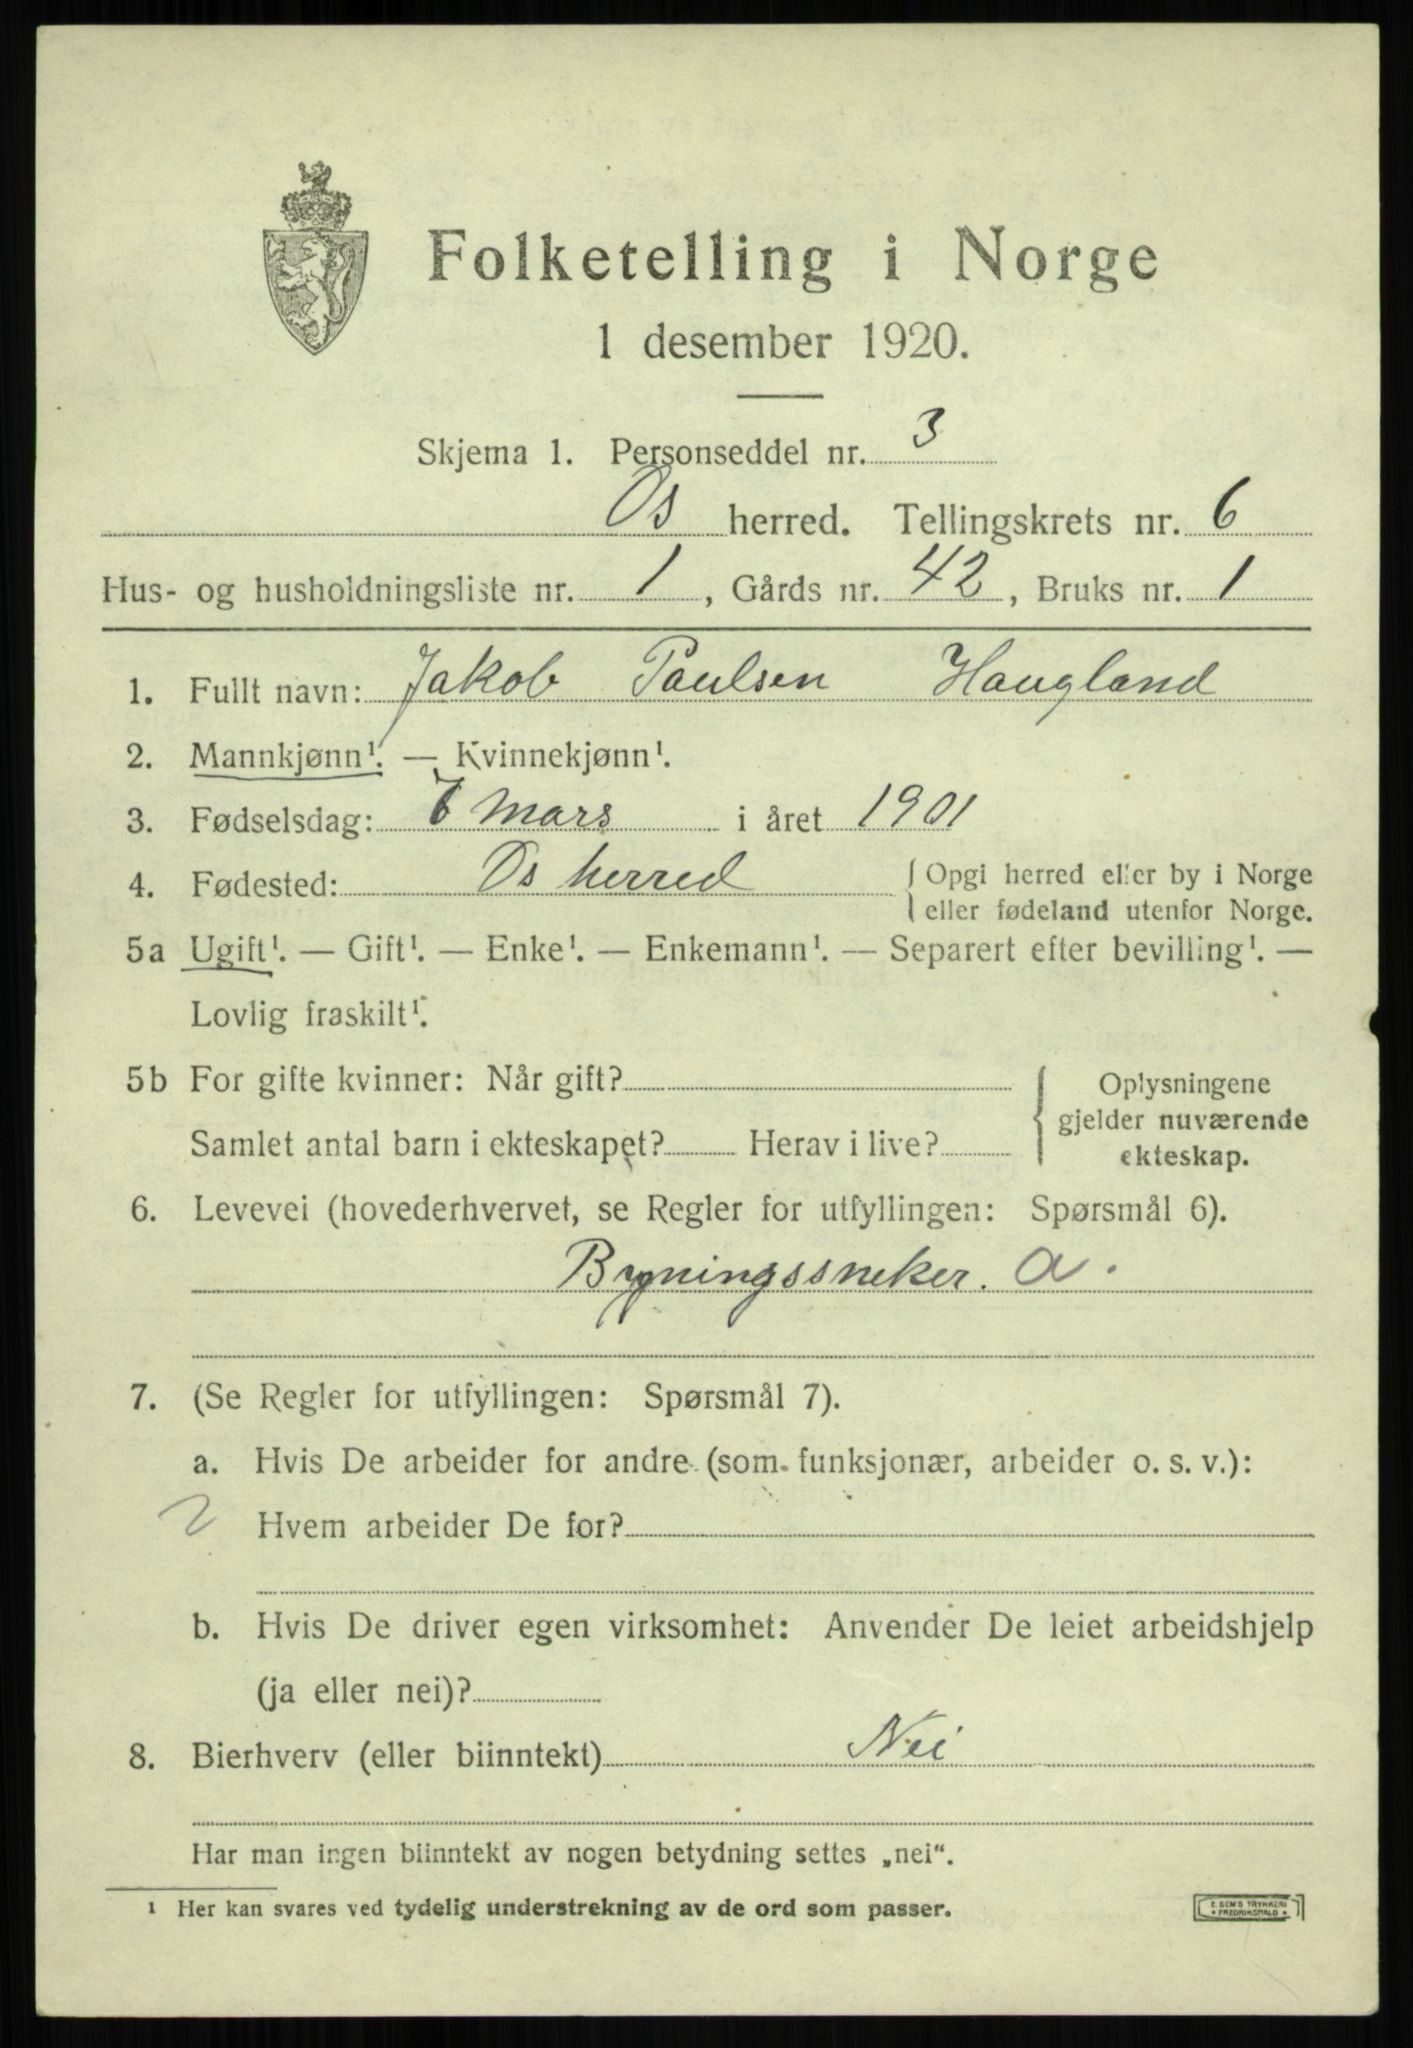 Folketelling i Norge
1 desember 1920.
Skjema 1. Personseddel nr. 3
Os herred. Tellingskrets nr. 6
Hus- og husholdningsliste nr. 1, Gårds nr. 42, Bruks nr. 1
1. Fullt navn: Jakob Paulsen Haugland
2. Mannkjønn¹. — Kvinnekjønn¹.
3. Fødselsdag: mars i året 1901
4. Fødested: Os herred { Opgi herred eller by i Norge
eller fødeland utenfor Norge.
5a Ugift¹. — Gift¹. — Enke¹. — Enkemann¹. — Separert efter bevilling¹. —
Lovlig fraskilt¹.
5b For gifte kvinner: Når gift? { Oplysningene
gjelder nuværende
Samlet antal barn i ekteskapet? Herav i live? ekteskap.
6. Levevei (hovederhvervet, se Regler for utfyllingen: Spørsmål 6).
Bygningssneker. a.
7. (Se Regler for utfyllingen: Spørsmål 7).
a. Hvis De arbeider for andre (som funksjonær, arbeider o. s. v.):
2 Hvem arbeider De for?
b. Hvis De driver egen virksomhet: Anvender De leiet arbeidshjelp
(ja eller nei)?
8. Bierhverv (eller biinntekt) Nei
Har man ingen biinntekt av nogen betydning settes „nei“.
¹ Her kan svares ved tydelig understrekning av de ord som passer.
E. SEM'S TRYKKERI
FREDRIKSHALD